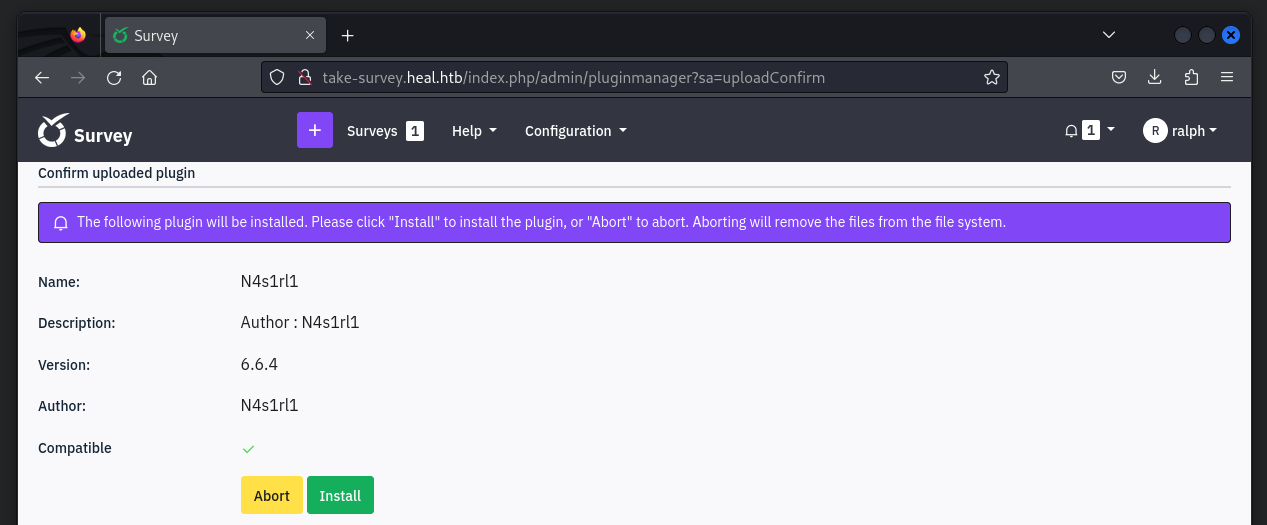 Survey
take-survey.heal.htb/index.php/admin/pluginmanager?sa=uploadConfirm
Survey + Surveys 1 Help Configuration 1 R ralph
Confirm uploaded plugin
The following plugin will be installed. Please click "Install" to install the plugin, or "Abort" to abort. Aborting will remove the files from the file system.
Name: N4s1rl1
Description: Author : N4s1rl1
Version: 6.6.4
Author: N4s1rl1
Compatible
Abort Install